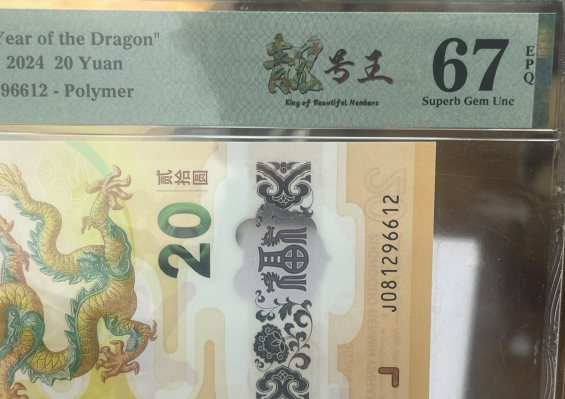 Year of the Dragon"
2024 20 Yuan
96612 - Polymer
靓号王
King of Beautiful Numbers
67
EPQ
Superb Gem Unc
贰拾圆
20
J081296612